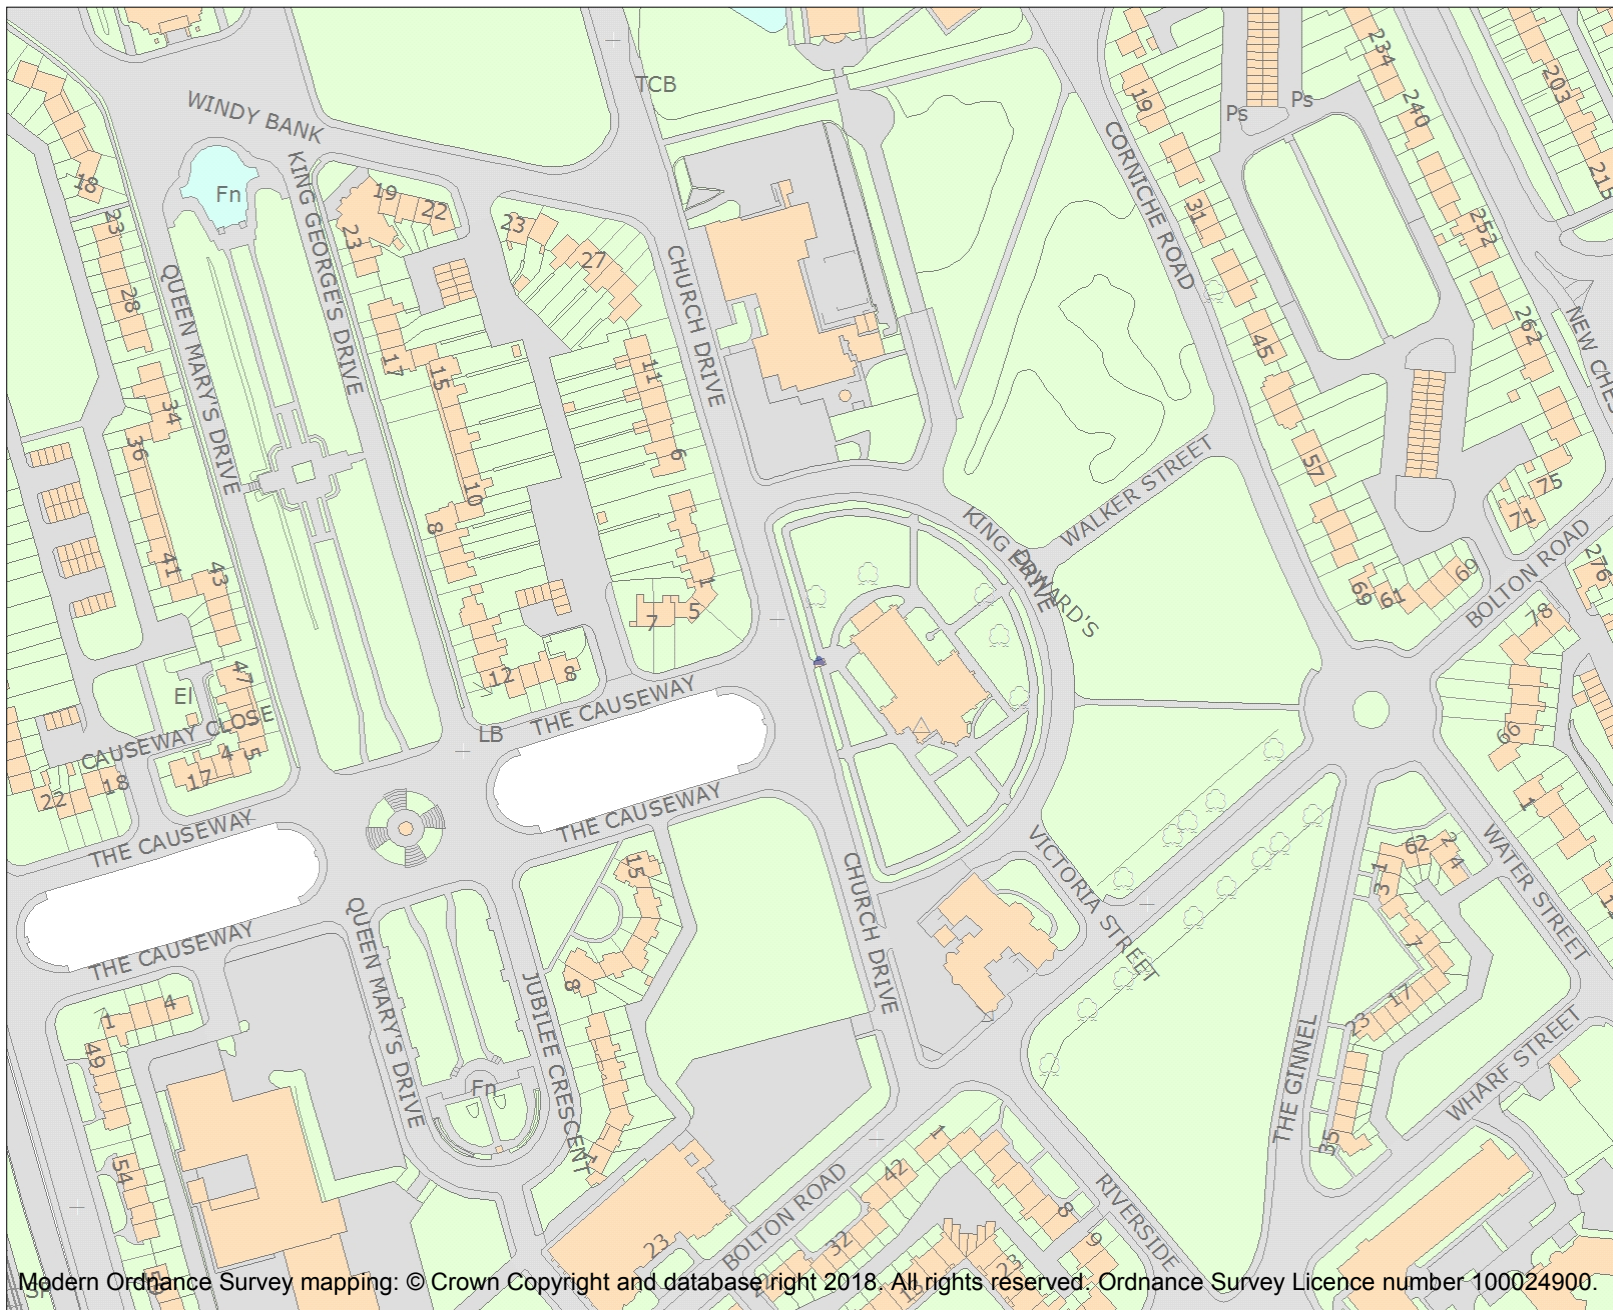 TCB
WINDY BANK
Fn
KING GEORGE'S DRIVE
QUEEN MARY'S DRIVE
CHURCH DRIVE
CORNICHE ROAD
Ps
Ps
234
240
203
215
252
262
NEW CHES
19
31
45
57
69
61
69
71
75
276
78
66
18
23
28
34
36
41
43
47
19
22
23
17
15
10
8
12
8
23
27
11
6
1
5
7
WALKER STREET
KING EDWARD'S
DRIVE
BOLTON ROAD
El
CAUSEWAY CLOSE
22
18
17
4
5
LB
THE CAUSEWAY
THE CAUSEWAY
THE CAUSEWAY
THE CAUSEWAY
QUEEN MARY'S DRIVE
JUBILEE CRESCENT
CHURCH DRIVE
VICTORIA STREET
WATER STREET
THE GINNEL
WHARF STREET
RIVERSIDE
BOLTON ROAD
15
8
1
Fn
1
4
49
54
23
1
42
32
8
9
23
13
62
2
4
1
3
7
17
23
35
1
Modern Ordnance Survey mapping: © Crown Copyright and database right 2018. All rights reserved. Ordnance Survey Licence number 100024900.